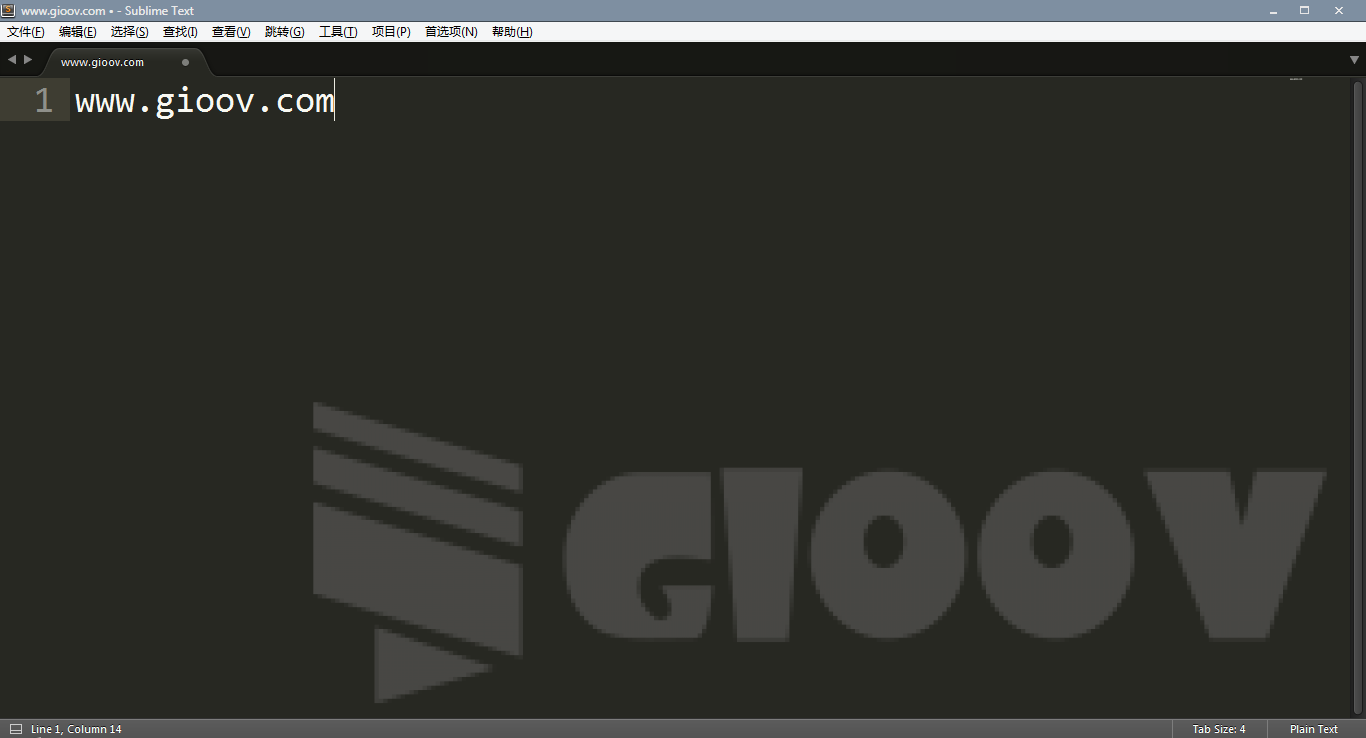 www.gioov.com • - Sublime Text
文件(F) 编辑(E) 选择(S) 查找(I) 查看(V) 跳转(G) 工具(T) 项目(P) 首选项(N) 帮助(H)
www.gioov.com
1 www.gioov.com
GIOOV
Line 1, Column 14 Tab Size: 4 Plain Text